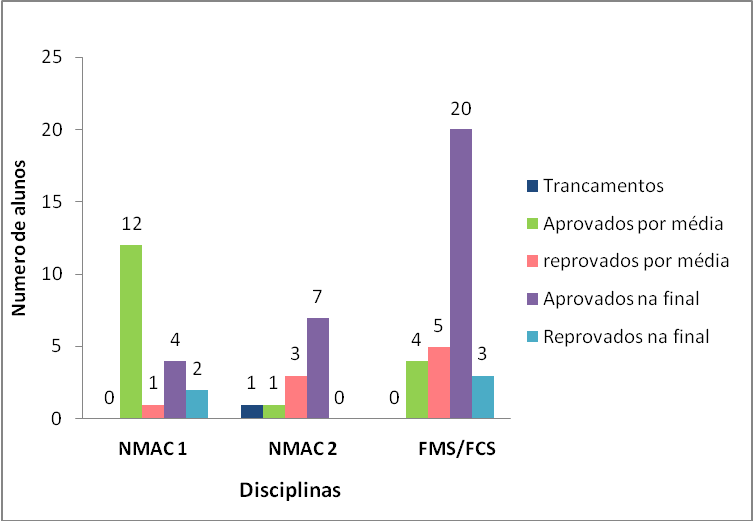 25
20
15
10
5
0
Numero de alunos
0
12
1
4
2
1
1
3
7
0
0
4
5
20
3
NMAC 1
NMAC 2
FMS/FCS
Disciplinas
Trancamentos
Aprovados por média
reprovados por média
Aprovados na final
Reprovados na final